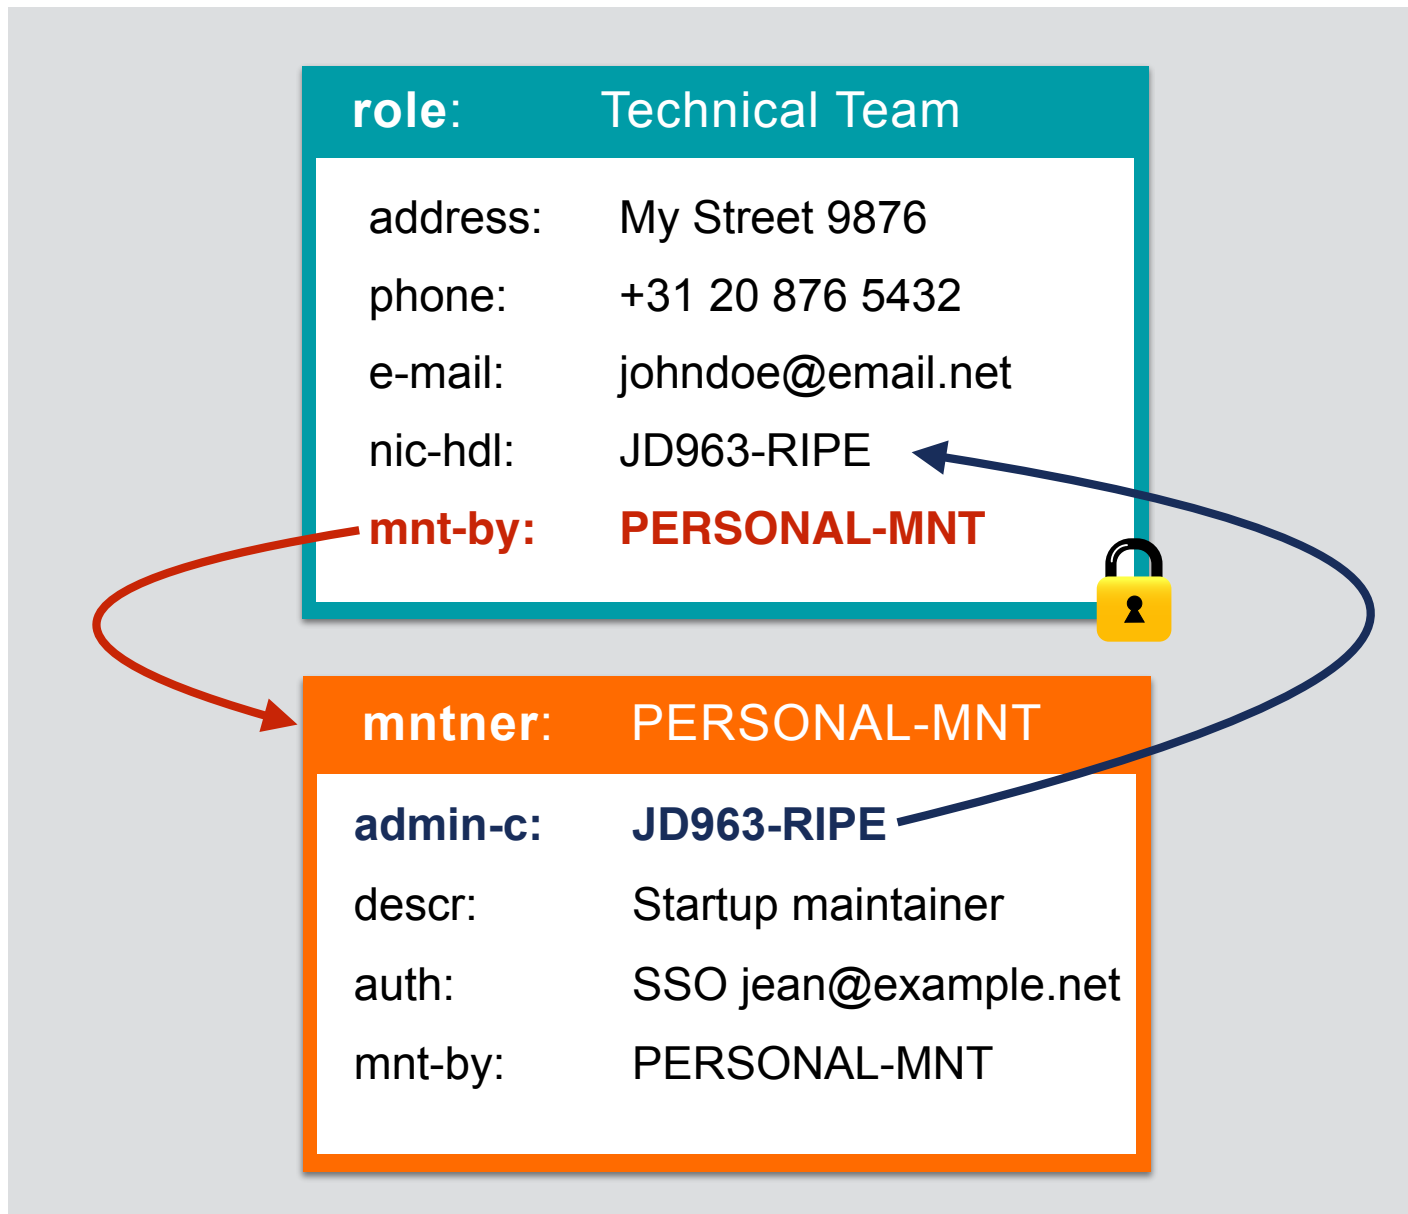 role: Technical Team
address: My Street 9876
phone: +31 20 876 5432
e-mail: johndoe@email.net
nic-hdl: JD963-RIPE
mnt-by: PERSONAL-MNT
mntner: PERSONAL-MNT
admin-c: JD963-RIPE
descr: Startup maintainer
auth: SSO jean@example.net
mnt-by: PERSONAL-MNT